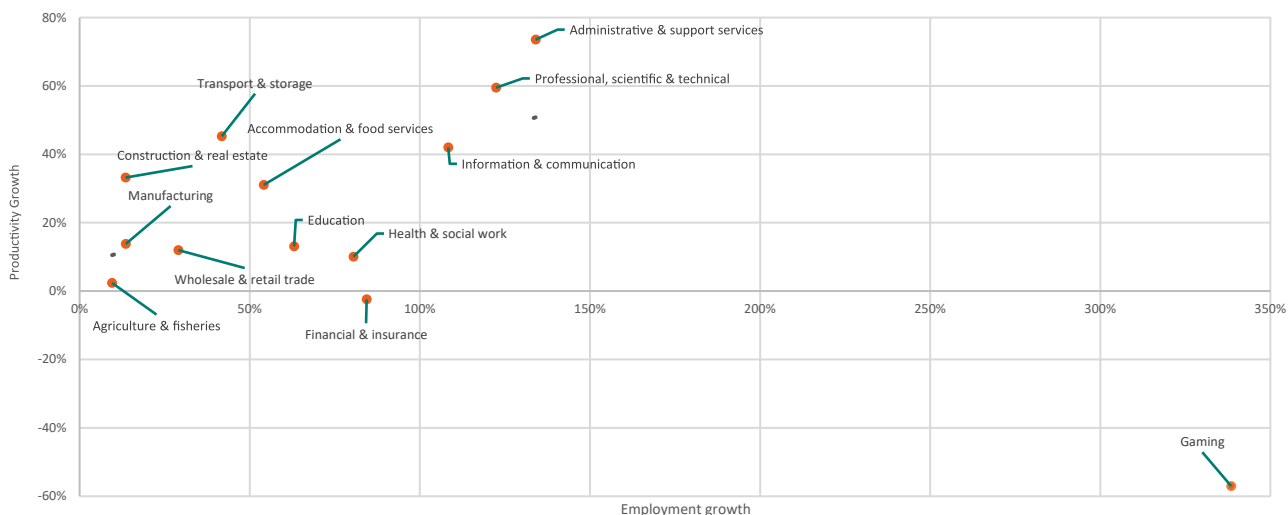 80%
Administrative & support services
Professional, scientific & technical
Transport & storage
60%
Accommodation & food services
Construction & real estate
Information & communication
40%
Manufacturing
Education
Health & social work
20%
Wholesale & retail trade
0%
0% 50% 100% 150% 200% 250% 300% 350%
Agriculture & fisheries
Financial & insurance
-20%
-40%
Gaming
-60%
Productivity Growth
Employment growth